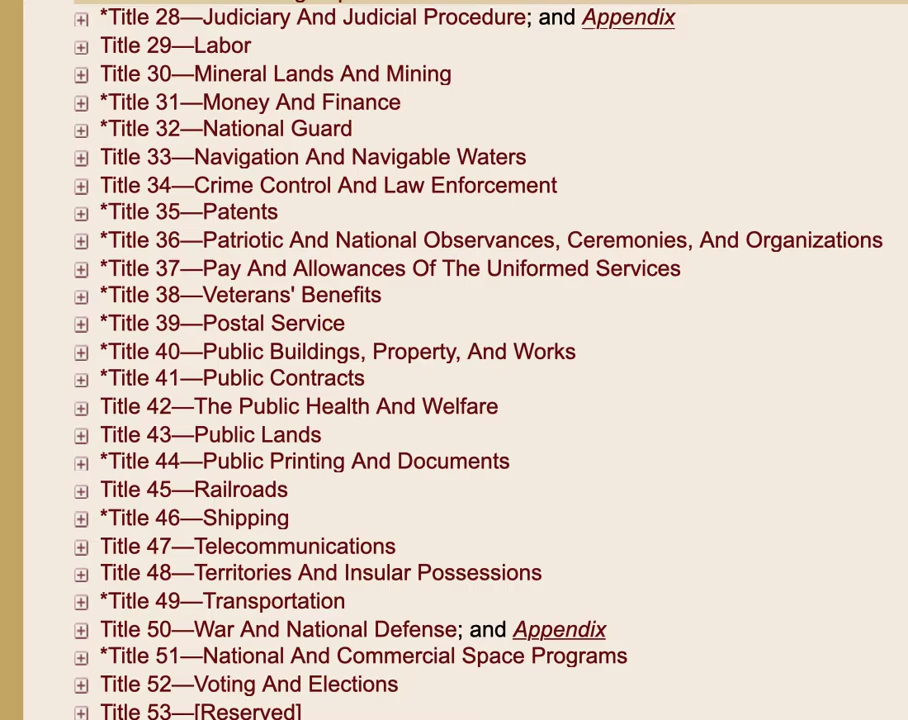 *Title 28—Judiciary And Judicial Procedure; and Appendix
Title 29—Labor
Title 30—Mineral Lands And Mining
*Title 31—Money And Finance
*Title 32—National Guard
Title 33—Navigation And Navigable Waters
Title 34—Crime Control And Law Enforcement
*Title 35—Patents
*Title 36—Patriotic And National Observances, Ceremonies, And Organizations
*Title 37—Pay And Allowances Of The Uniformed Services
*Title 38—Veterans' Benefits
*Title 39—Postal Service
*Title 40—Public Buildings, Property, And Works
*Title 41—Public Contracts
Title 42—The Public Health And Welfare
Title 43—Public Lands
*Title 44—Public Printing And Documents
Title 45—Railroads
*Title 46—Shipping
Title 47—Telecommunications
Title 48—Territories And Insular Possessions
*Title 49—Transportation
Title 50—War And National Defense; and Appendix
*Title 51—National And Commercial Space Programs
Title 52—Voting And Elections
Title 53—[Reserved]